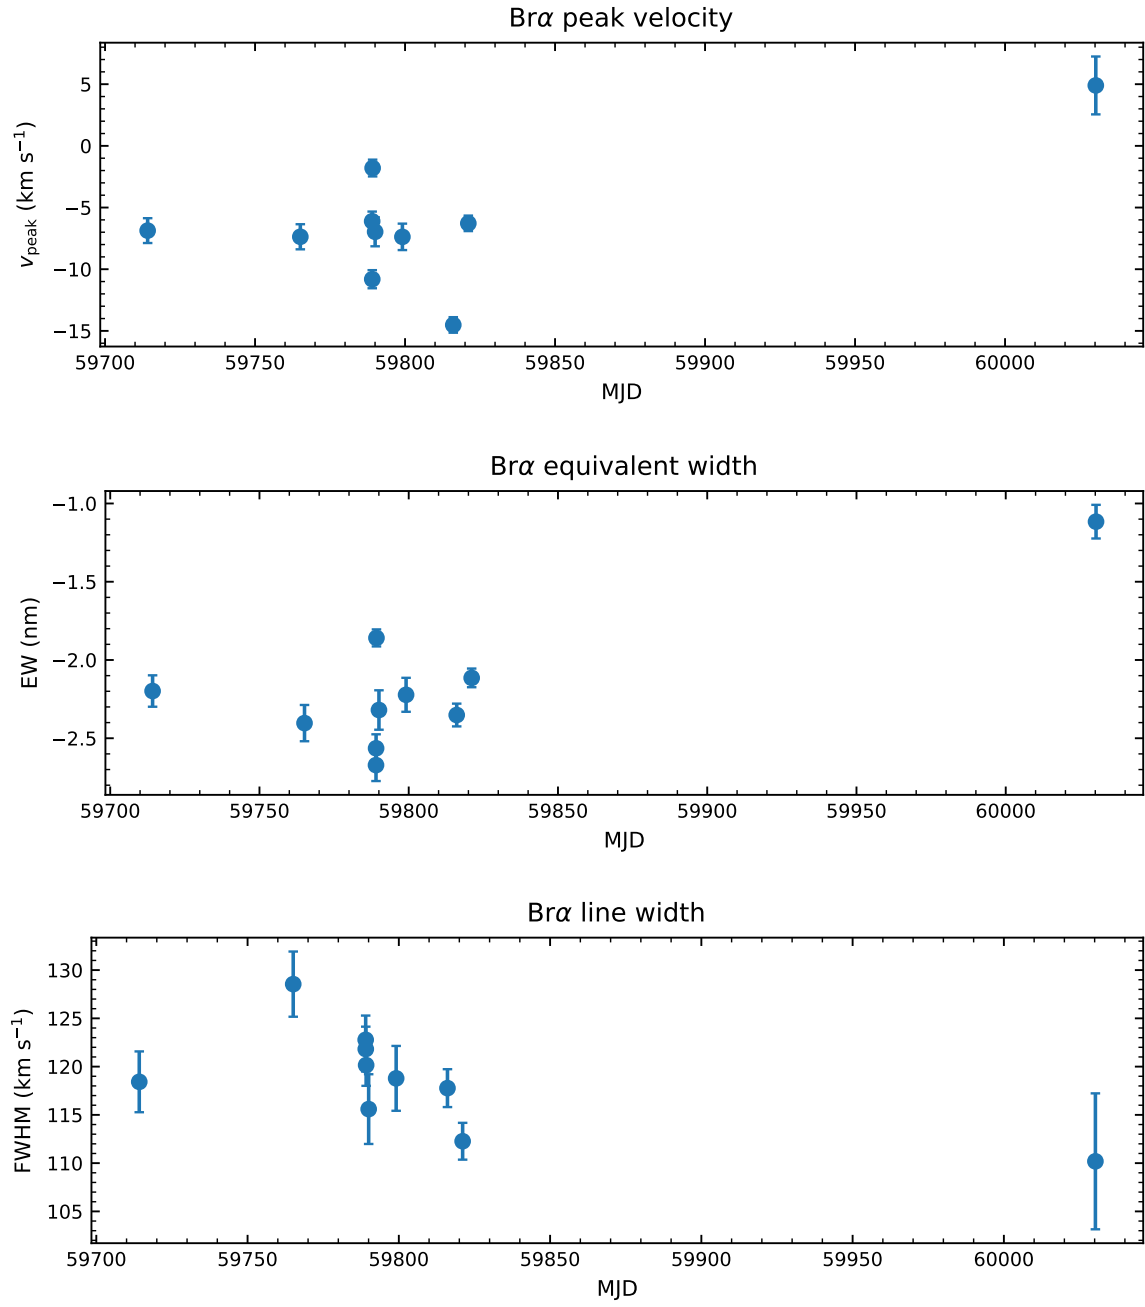 Brα peak velocity
5
0
−5
−10
−15
v_peak (km s⁻¹)
59700 59750 59800 59850 59900 59950 60000
MJD
Brα equivalent width
−1.0
−1.5
−2.0
−2.5
EW (nm)
59700 59750 59800 59850 59900 59950 60000
MJD
Brα line width
130
125
120
115
110
105
FWHM (km s⁻¹)
59700 59750 59800 59850 59900 59950 60000
MJD